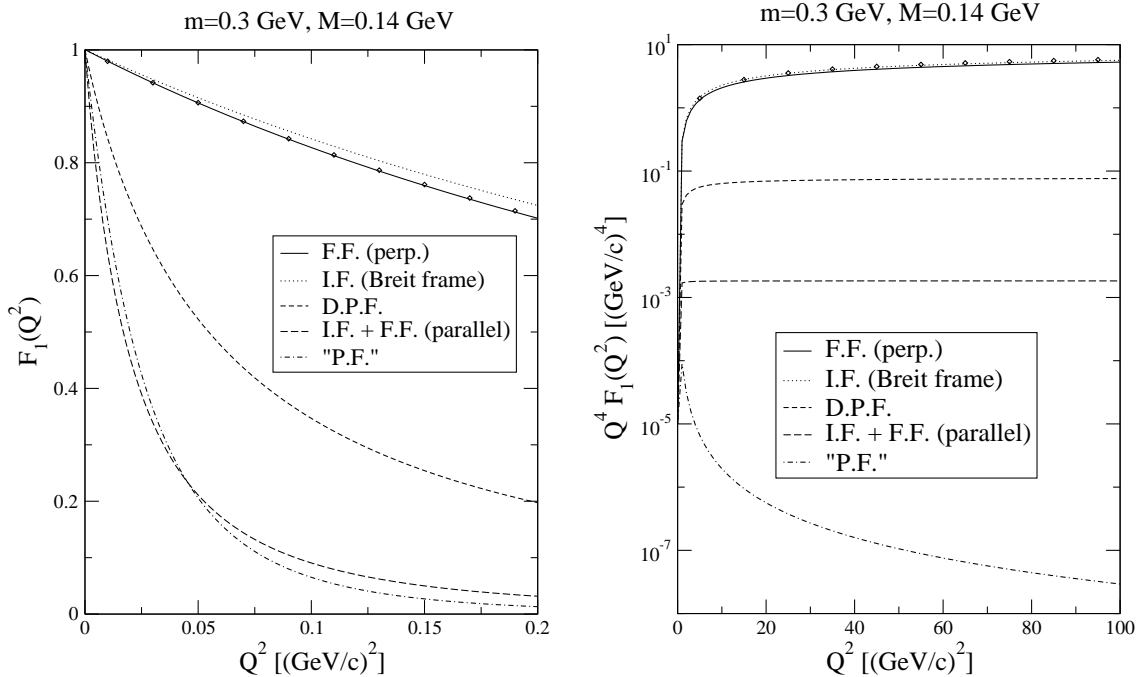 m=0.3 GeV, M=0.14 GeV
1
0.8
0.6
0.4
0.2
0
F₁(Q²)
F.F. (perp.)
I.F. (Breit frame)
D.P.F.
I.F. + F.F. (parallel)
"P.F."
0
0.05
0.1
0.15
0.2
Q² [(GeV/c)²]
m=0.3 GeV, M=0.14 GeV
10¹
10⁻¹
10⁻³
10⁻⁵
10⁻⁷
Q⁴ F₁(Q²) [(GeV/c)⁴]
F.F. (perp.)
I.F. (Breit frame)
D.P.F.
I.F. + F.F. (parallel)
"P.F."
0
20
40
60
80
100
Q² [(GeV/c)²]